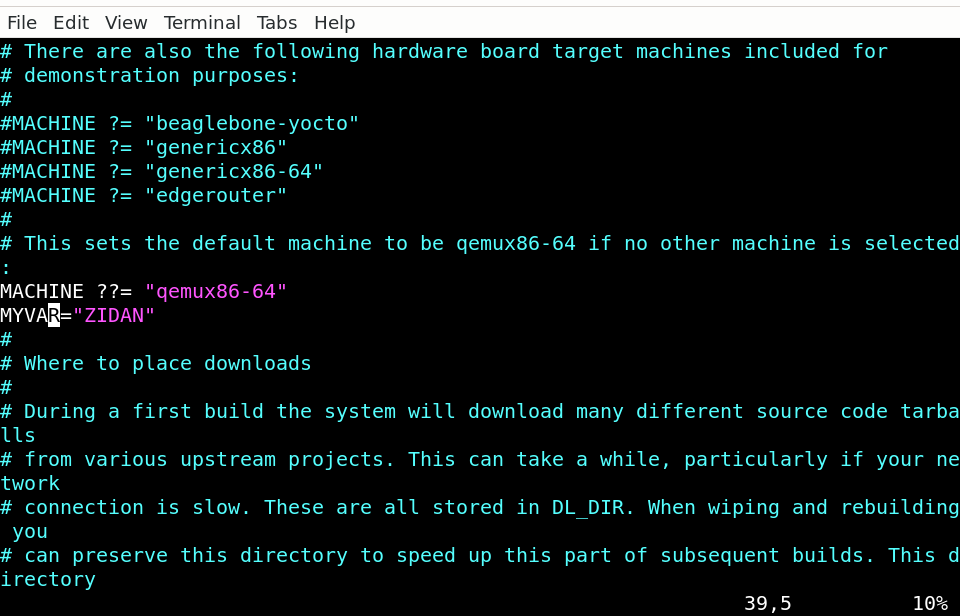 File Edit View Terminal Tabs Help
# There are also the following hardware board target machines included for
# demonstration purposes:
#
#MACHINE ?= "beaglebone-yocto"
#MACHINE ?= "genericx86"
#MACHINE ?= "genericx86-64"
#MACHINE ?= "edgerouter"
#
# This sets the default machine to be qemux86-64 if no other machine is selected
:
MACHINE ??= "qemux86-64"
MYVAR="ZIDAN"
#
# Where to place downloads
#
# During a first build the system will download many different source code tarba
lls
# from various upstream projects. This can take a while, particularly if your ne
twork
# connection is slow. These are all stored in DL_DIR. When wiping and rebuilding
 you
# can preserve this directory to speed up this part of subsequent builds. This d
irectory
39,5 10%